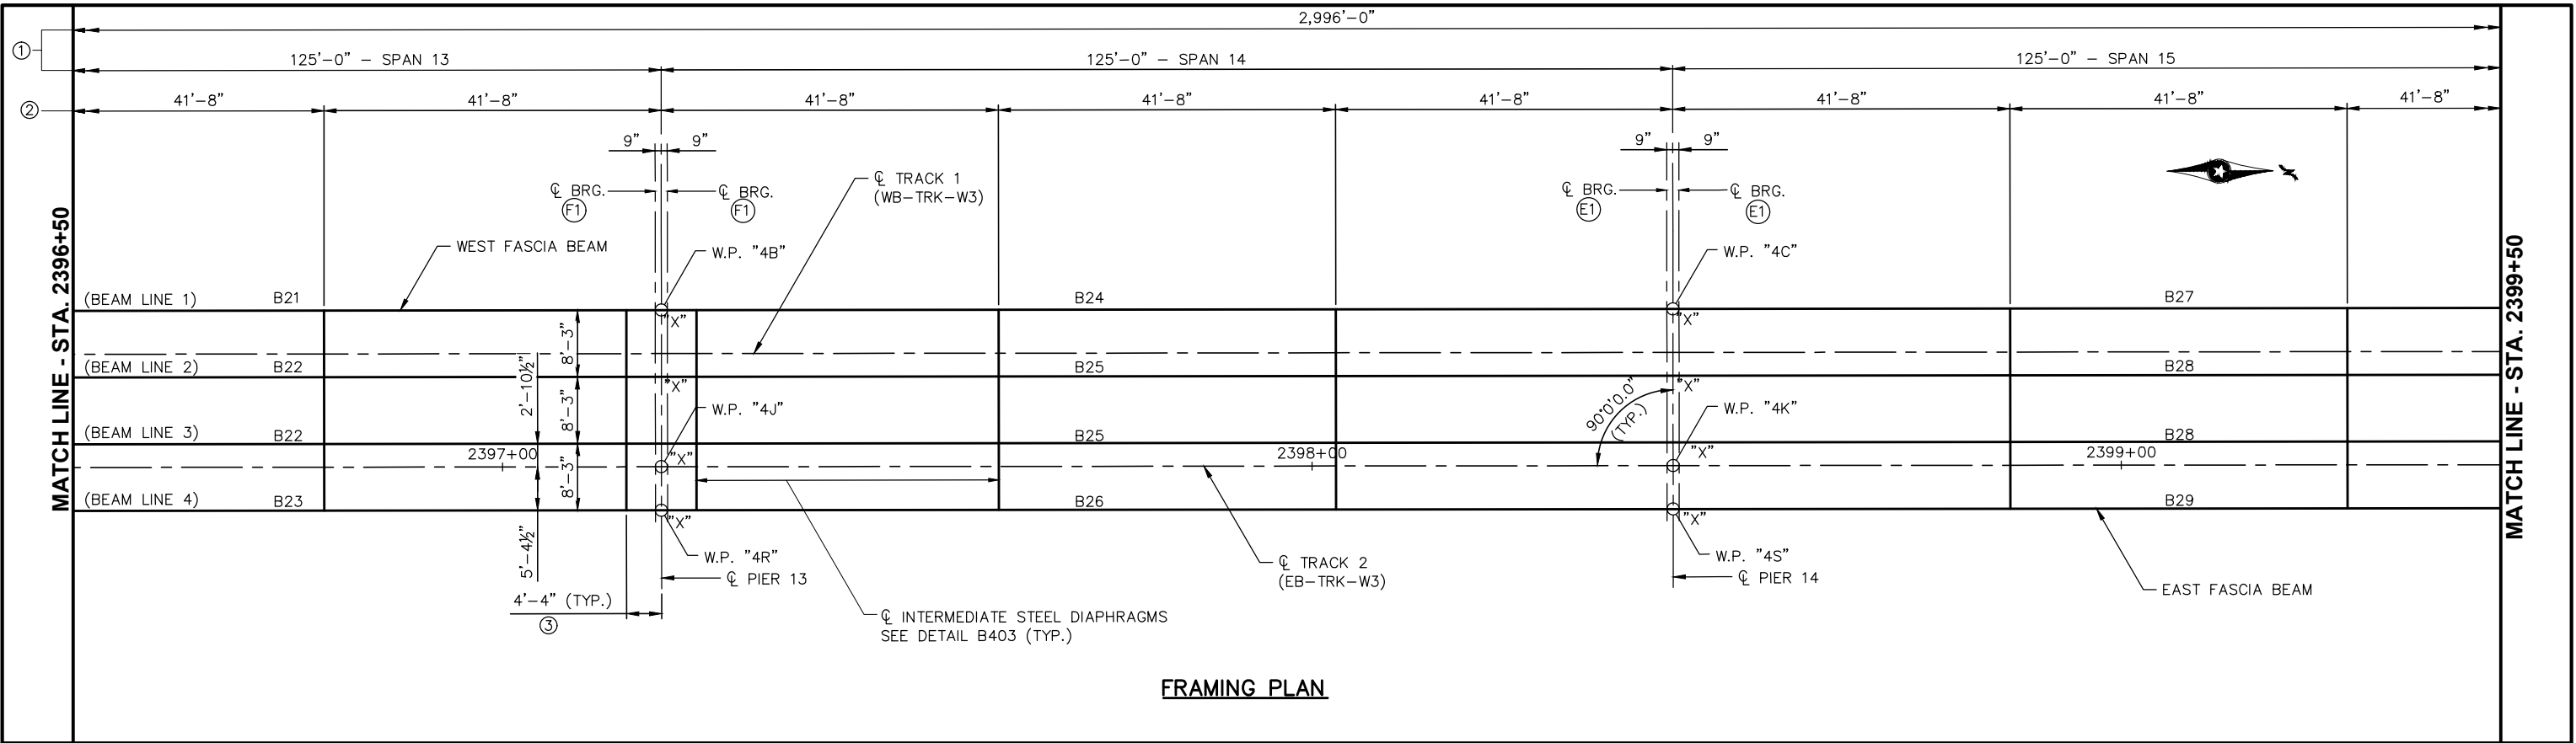 2,996'-0"
①
125'-0" - SPAN 13
125'-0" - SPAN 14
125'-0" - SPAN 15
②
41'-8"
41'-8"
41'-8"
41'-8"
41'-8"
41'-8"
41'-8"
41'-8"
9"
9"
9"
9"
℄ BRG.
F1
℄ BRG.
F1
℄ TRACK 1
(WB-TRK-W3)
℄ BRG.
E1
℄ BRG.
E1
WEST FASCIA BEAM
W.P. "4B"
W.P. "4C"
MATCH LINE - STA. 2396+50
MATCH LINE - STA. 2399+50
(BEAM LINE 1)
B21
B24
B27
"X"
"X"
8'-3"
(BEAM LINE 2)
B22
B25
B28
"X"
"X"
2'-10½"
8'-3"
90°0'0.0"
(TYP.)
W.P. "4J"
W.P. "4K"
(BEAM LINE 3)
B22
B25
B28
2397+00
"X"
2398+00
"X"
2399+00
8'-3"
(BEAM LINE 4)
B23
B26
B29
"X"
"X"
5'-4½"
W.P. "4R"
℄ PIER 13
℄ TRACK 2
(EB-TRK-W3)
W.P. "4S"
℄ PIER 14
EAST FASCIA BEAM
4'-4" (TYP.)
③
℄ INTERMEDIATE STEEL DIAPHRAGMS
SEE DETAIL B403 (TYP.)
FRAMING PLAN